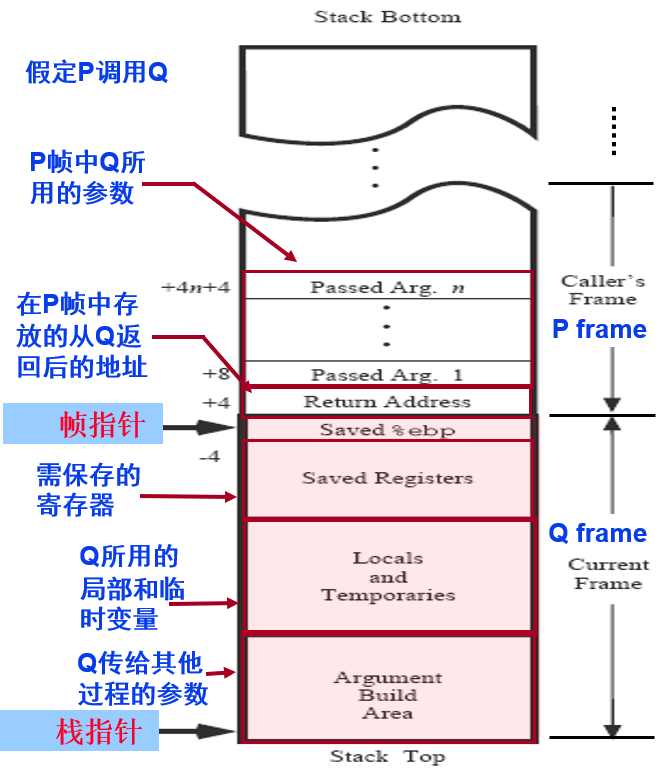 Stack Bottom
假定P调用Q
P帧中Q所
用的参数
+4n+4
Passed Arg. n
Caller's
Frame
P frame
在P帧中存
放的从Q返
回后的地址
+8
Passed Arg. 1
+4
Return Address
帧指针
Saved %ebp
-4
需保存的
寄存器
Saved Registers
Q frame
Current
Frame
Q所用的
局部和临
时变量
Locals
and
Temporaries
Q传给其他
过程的参数
Argument
Build
Area
栈指针
Stack Top